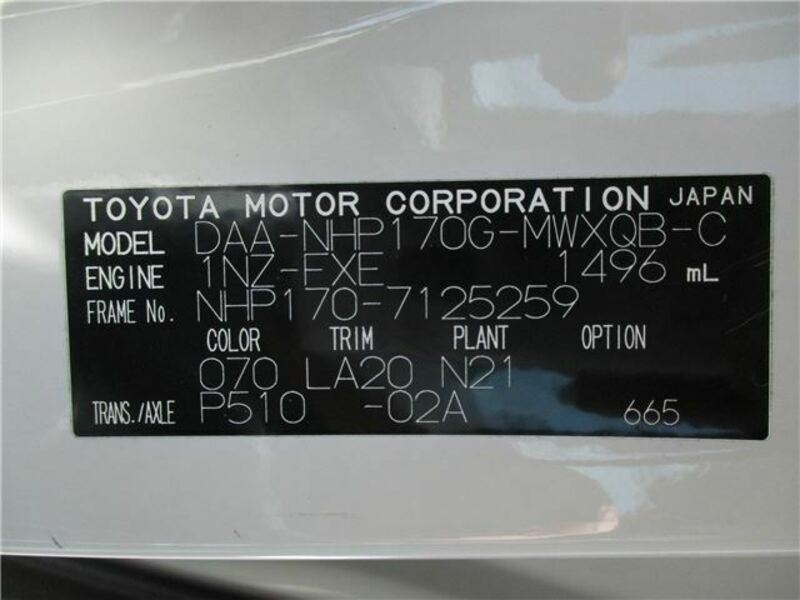 TOYOTA MOTOR CORPORATION JAPAN
MODEL DAA-NHP170G-MWXQB-C
ENGINE 1NZ-FXE 1496 mL
FRAME No. NHP170-7125259
COLOR TRIM PLANT OPTION
070 LA20 N21
TRANS./AXLE P510 -02A 665